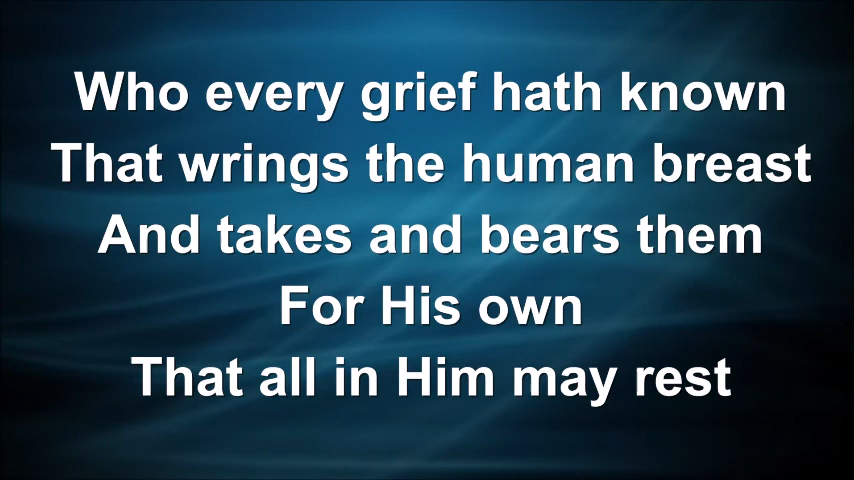 Who every grief hath known
That wrings the human breast
And takes and bears them
For His own
That all in Him may rest